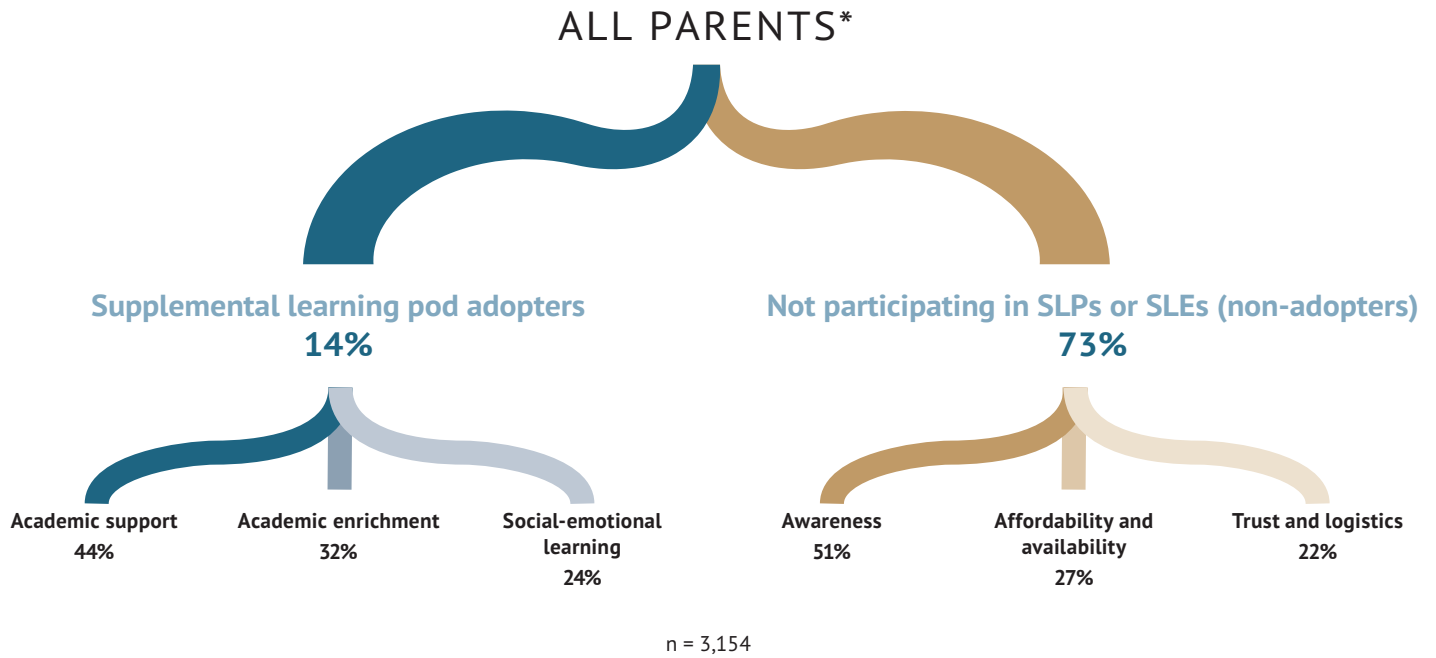 ALL PARENTS*
Supplemental learning pod adopters
14%
Not participating in SLPs or SLEs (non-adopters)
73%
Academic support
44%
Academic enrichment
32%
Social-emotional
learning
24%
Awareness
51%
Affordability and
availability
27%
Trust and logistics
22%
n = 3,154